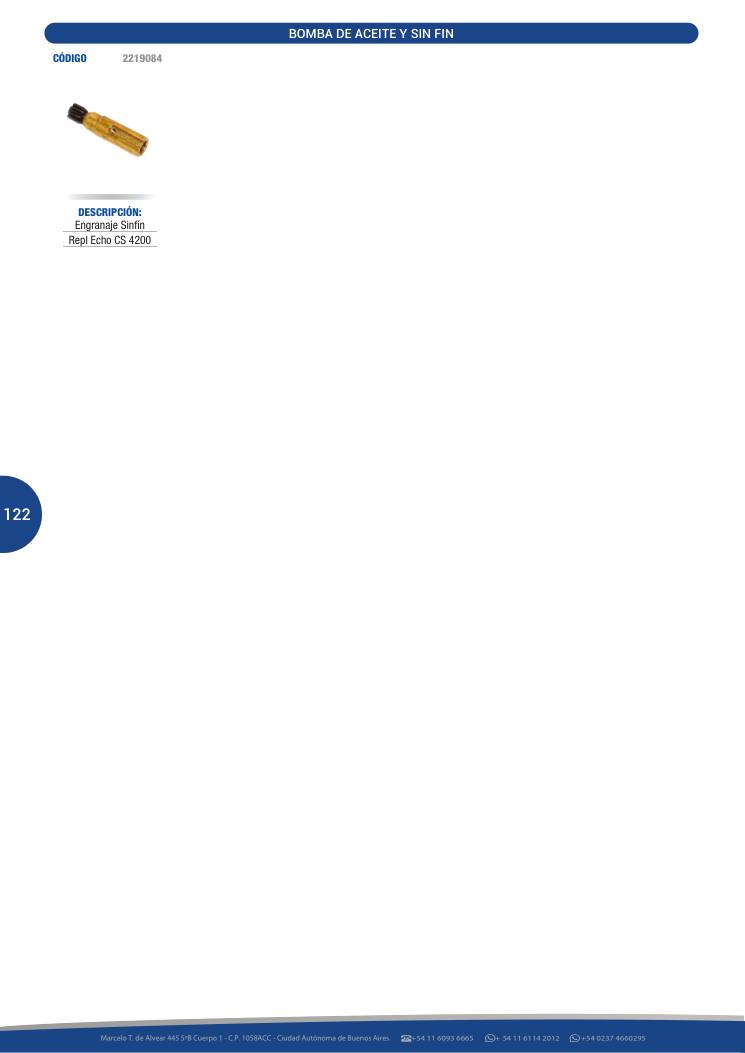 BOMBA DE ACEITE Y SIN FIN
CÓDIGO 2219084
DESCRIPCIÓN:
Engranaje Sinfín
Repl Echo CS 4200
122
Marcelo T. de Alvear 445 5ºB Cuerpo 1 - C.P. 1058ACC - Ciudad Autónoma de Buenos Aires. +54 11 6093 6665 + 54 11 6114 2012 +54 0237 4660295